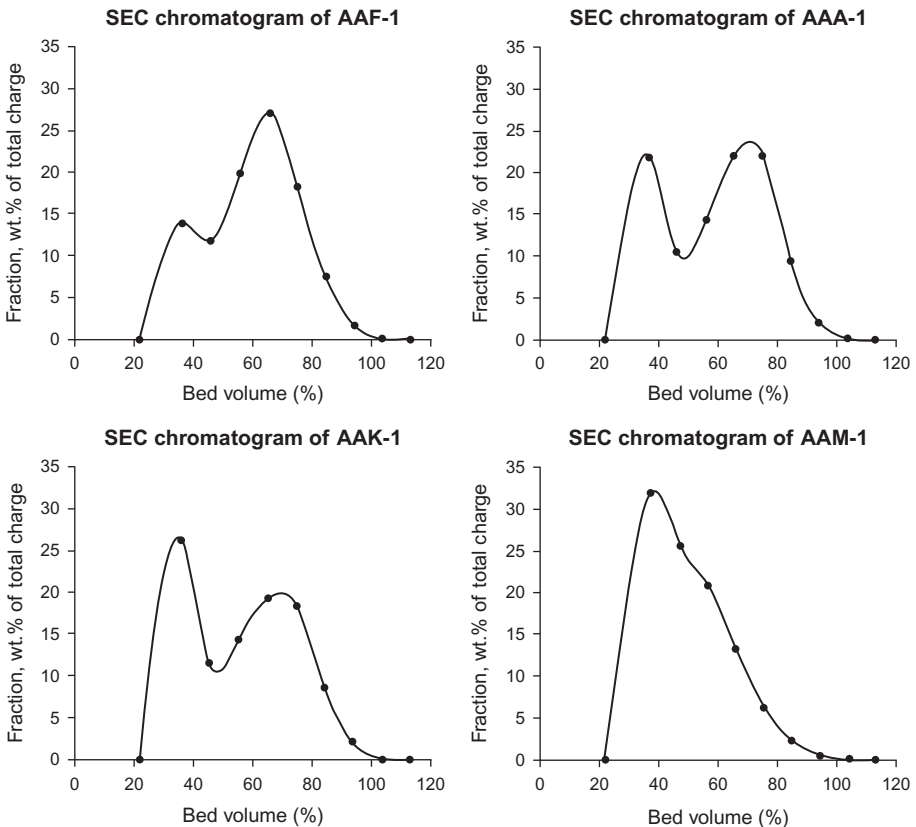 SEC chromatogram of AAF-1
35
30
25
20
15
10
5
0
0 20 40 60 80 100 120
Fraction, wt.% of total charge
Bed volume (%)
SEC chromatogram of AAA-1
35
30
25
20
15
10
5
0
0 20 40 60 80 100 120
Fraction, wt.% of total charge
Bed volume (%)
SEC chromatogram of AAK-1
35
30
25
20
15
10
5
0
0 20 40 60 80 100 120
Fraction, wt.% of total charge
Bed volume (%)
SEC chromatogram of AAM-1
35
30
25
20
15
10
5
0
0 20 40 60 80 100 120
Fraction, wt.% of total charge
Bed volume (%)